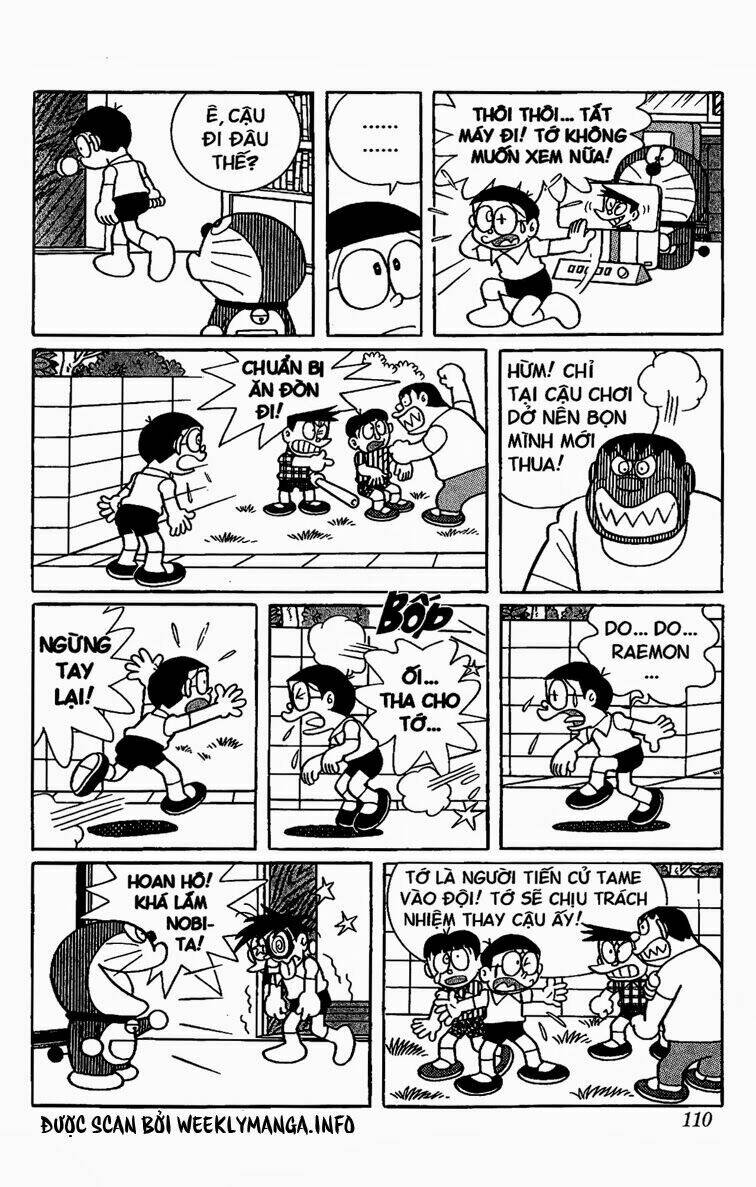 THÔI THÔI... TẮT
MÁY ĐI! TỚ KHÔNG
MUỐN XEM NỮA!
........
......
Ê, CẬU
ĐI ĐÂU
THẾ?
HỪM! CHỈ
TẠI CẬU CHƠI
DỞ NÊN BỌN
MÌNH MỚI
THUA!
CHUẨN BỊ
ĂN ĐÒN
ĐI!
DO... DO...
RAEMON
...
BỐP
ỐI...
THA CHO
TỚ...
NGỪNG
TAY
LẠI!
TỚ LÀ NGƯỜI TIẾN CỬ TAME
VÀO ĐỘI! TỚ SẼ CHỊU TRÁCH
NHIỆM THAY CẬU ẤY!
HOAN HÔ!
KHÁ LẮM
NOBI-
TA!
ĐƯỢC SCAN BỞI WEEKLYMANGA.INFO
110